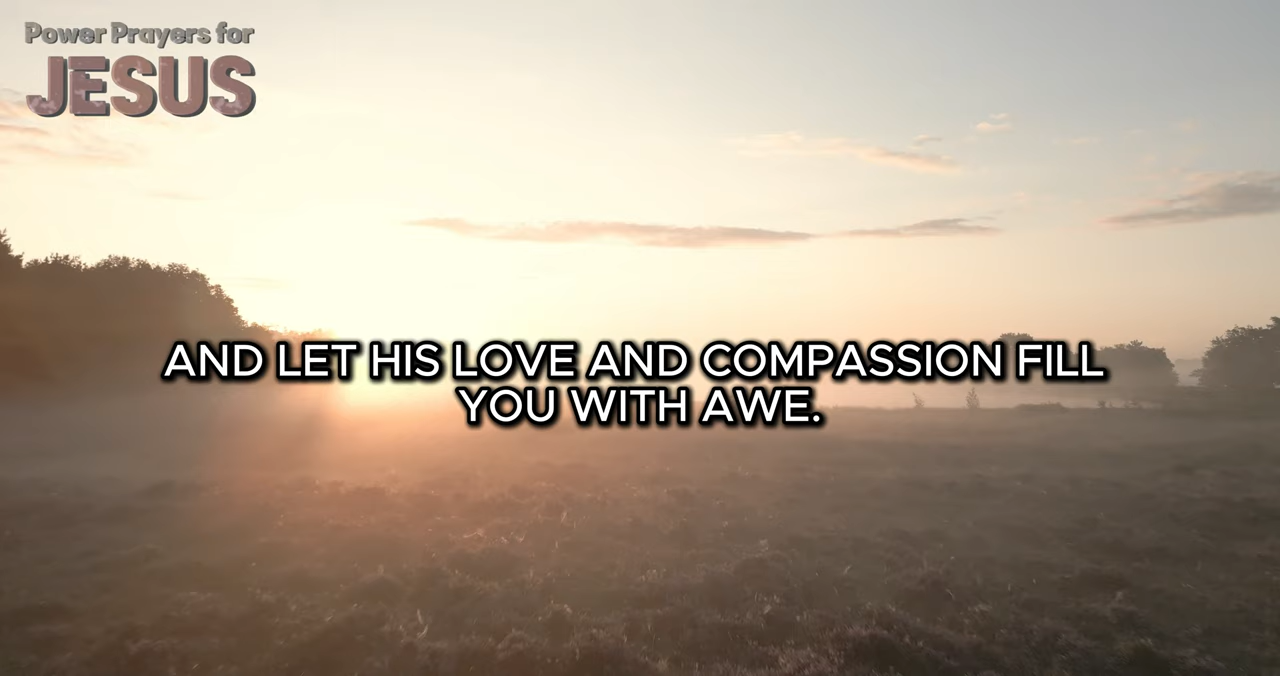 Power Prayers for
JESUS
AND LET HIS LOVE AND COMPASSION FILL
YOU WITH AWE.